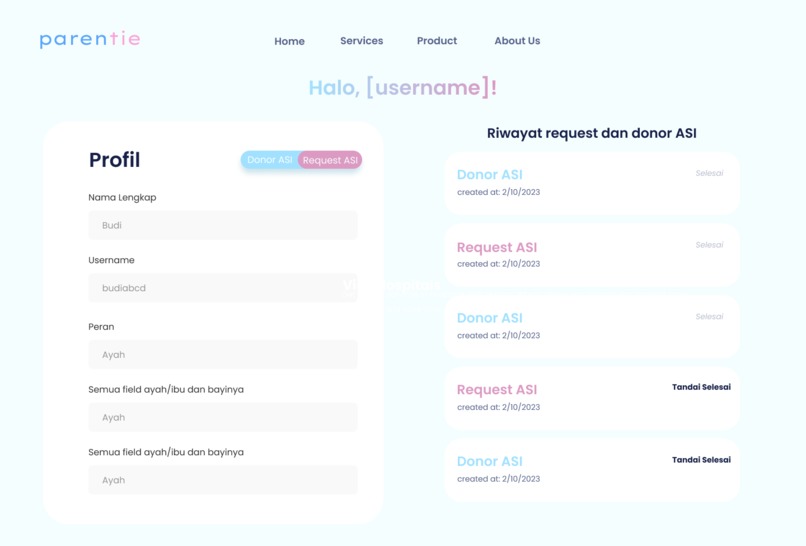 parentie
Home
Services
Product
About Us
Halo, [username]!
Profil
Donor ASI
Request ASI
Nama Lengkap
Budi
Username
budiabcd
Peran
Ayah
Semua field ayah/ibu dan bayinya
Ayah
Semua field ayah/ibu dan bayinya
Ayah
Riwayat request dan donor ASI
Donor ASI
Selesai
created at: 2/10/2023
Request ASI
Selesai
created at: 2/10/2023
Donor ASI
Selesai
created at: 2/10/2023
Request ASI
Tandai Selesai
created at: 2/10/2023
Donor ASI
Tandai Selesai
created at: 2/10/2023